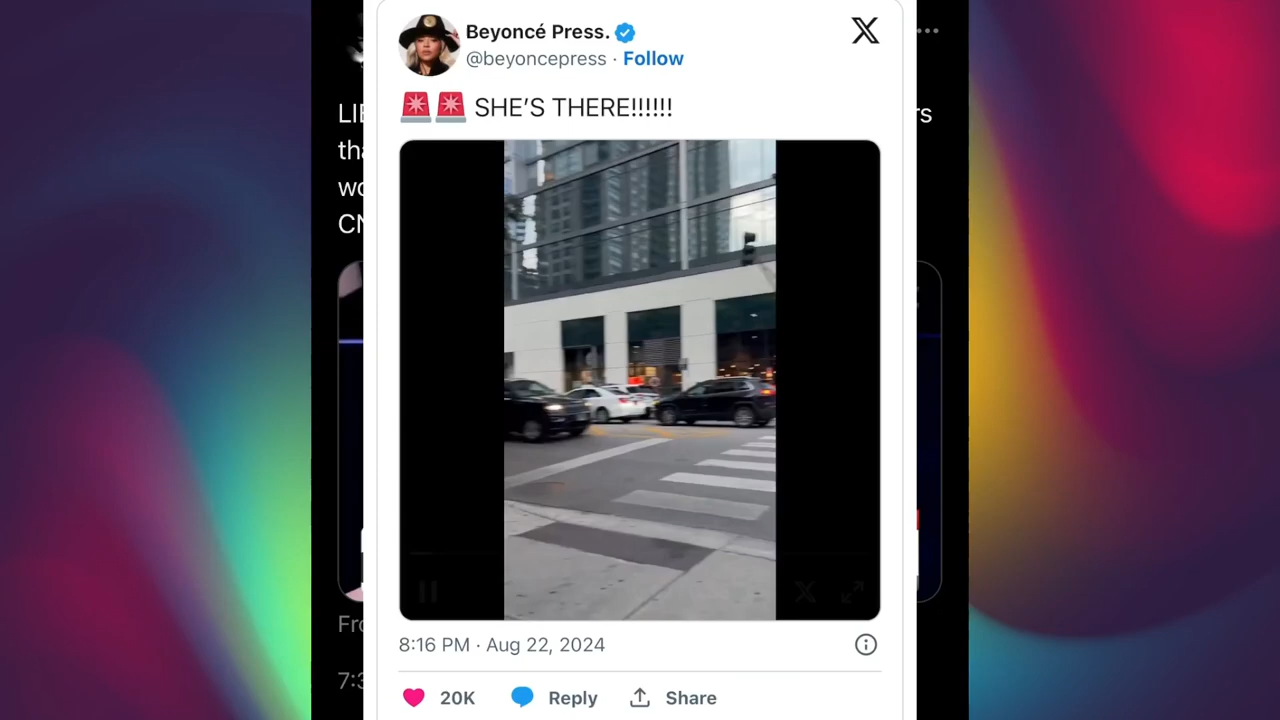 Beyoncé Press.
@beyoncepress · Follow
🚨🚨 SHE’S THERE!!!!!!
8:16 PM · Aug 22, 2024
20K Reply Share